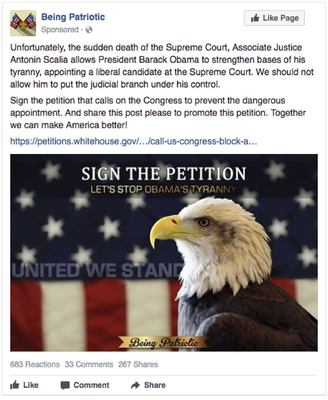 Being Patriotic
Like Page
Sponsored ·
Unfortunately, the sudden death of the Supreme Court, Associate Justice
Antonin Scalia allows President Barack Obama to strengthen bases of his
tyranny, appointing a liberal candidate at the Supreme Court. We should not
allow him to put the judicial branch under his control.
Sign the petition that calls on the Congress to prevent the dangerous
appointment. And share this post please to promote this petition. Together
we can make America better!
https://petitions.whitehouse.gov/.../call-us-congress-block-a...
SIGN THE PETITION
LET'S STOP OBAMA'S TYRANNY
UNITED WE STAND
Being Patriotic
683 Reactions 33 Comments 267 Shares
Like Comment Share